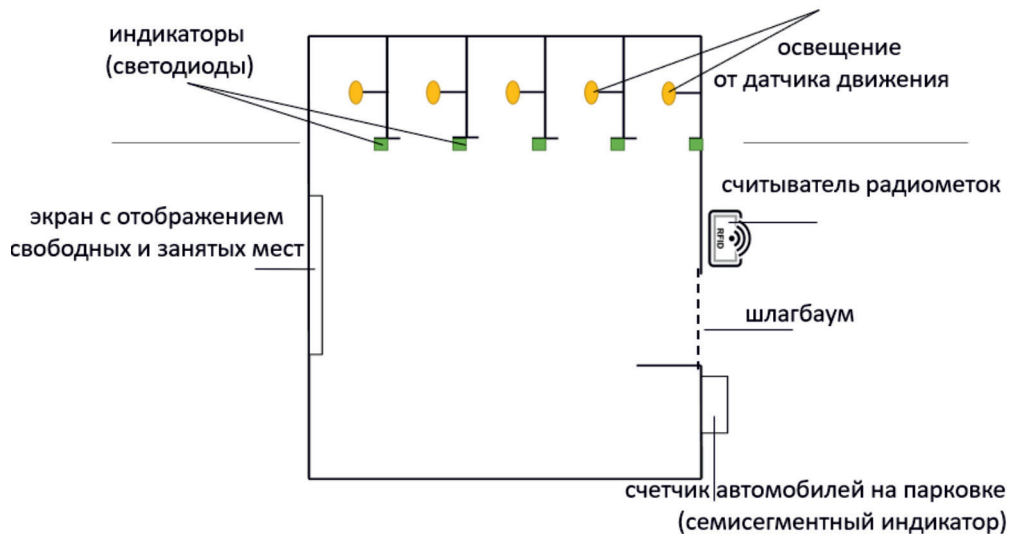 индикаторы
(светодиоды)
освещение
от датчика движения
считыватель радиометок
RFID
экран с отображением
свободных и занятых мест
шлагбаум
счетчик автомобилей на парковке
(семисегментный индикатор)